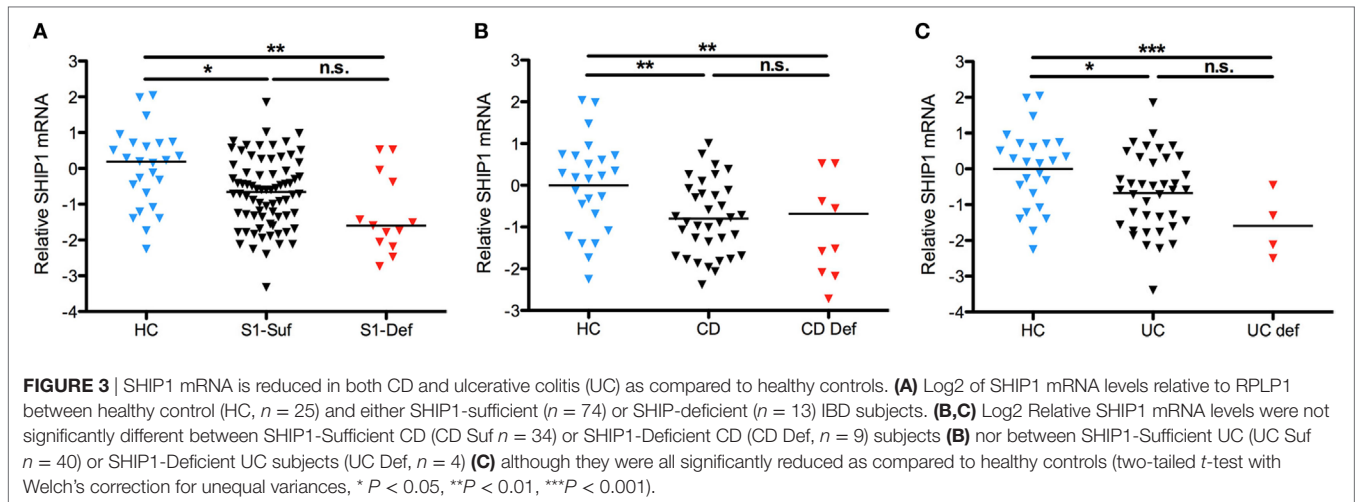 A
**
*
n.s.
Relative SHIP1 mRNA
3
2
1
0
-1
-2
-3
-4
HC
S1-Suf
S1-Def
B
**
**
n.s.
Relative SHIP1 mRNA
3
2
1
0
-1
-2
-3
HC
CD
CD Def
C
***
*
n.s.
Relative SHIP1 mRNA
3
2
1
0
-1
-2
-3
-4
HC
UC
UC def
FIGURE 3 | SHIP1 mRNA is reduced in both CD and ulcerative colitis (UC) as compared to healthy controls. (A) Log2 of SHIP1 mRNA levels relative to RPLP1
between healthy control (HC, n = 25) and either SHIP1-sufficient (n = 74) or SHIP-deficient (n = 13) IBD subjects. (B,C) Log2 Relative SHIP1 mRNA levels were not
significantly different between SHIP1-Sufficient CD (CD Suf n = 34) or SHIP1-Deficient CD (CD Def, n = 9) subjects (B) nor between SHIP1-Sufficient UC (UC Suf
n = 40) or SHIP1-Deficient UC subjects (UC Def, n = 4) (C) although they were all significantly reduced as compared to healthy controls (two-tailed t-test with
Welch's correction for unequal variances, * P < 0.05, **P < 0.01, ***P < 0.001).